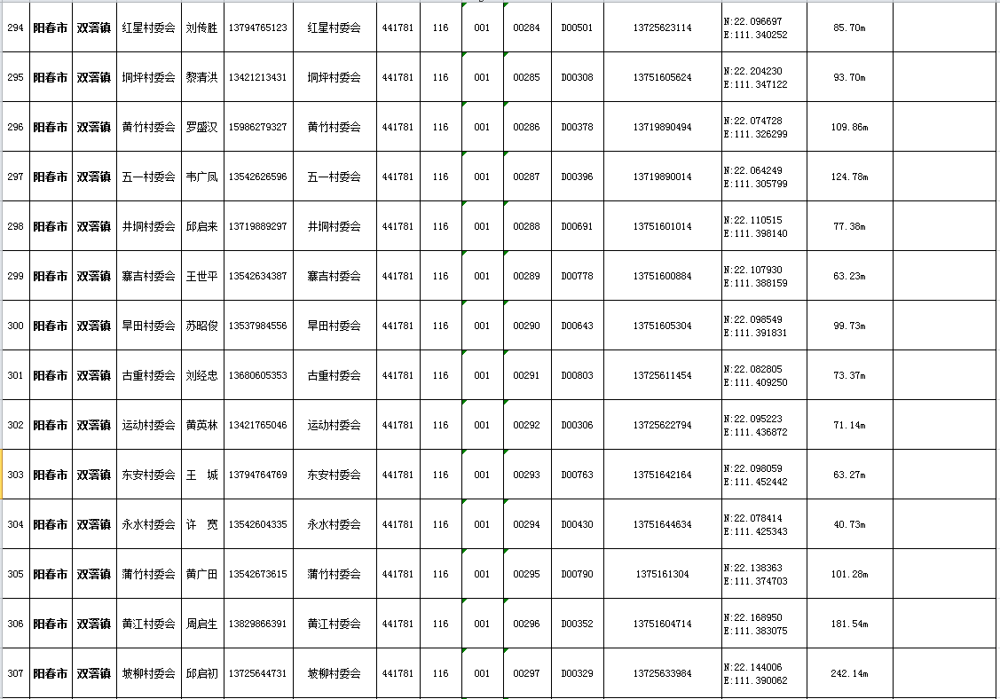 294 阳春市 双滘镇 红星村委会 刘传胜 13794765123 红星村委会 441781 116 001 00284 D00501 13725623114 N:22.096697 E:111.340252 85.70m
295 阳春市 双滘镇 垌坪村委会 黎清洪 13421213431 垌坪村委会 441781 116 001 00285 D00308 13751605624 N:22.204230 E:111.347122 93.70m
296 阳春市 双滘镇 黄竹村委会 罗盛汉 15986279327 黄竹村委会 441781 116 001 00286 D00378 13719890494 N:22.074728 E:111.326299 109.86m
297 阳春市 双滘镇 五一村委会 韦广凤 13542626596 五一村委会 441781 116 001 00287 D00396 13719890014 N:22.064249 E:111.305799 124.78m
298 阳春市 双滘镇 井垌村委会 邱启来 13719889297 井垌村委会 441781 116 001 00288 D00691 13751601014 N:22.110515 E:111.398140 77.38m
299 阳春市 双滘镇 寨吉村委会 王世平 13542634387 寨吉村委会 441781 116 001 00289 D00778 13751600884 N:22.107930 E:111.388159 63.23m
300 阳春市 双滘镇 旱田村委会 苏昭俊 13537984556 旱田村委会 441781 116 001 00290 D00643 13751605304 N:22.098549 E:111.391831 99.73m
301 阳春市 双滘镇 古重村委会 刘经忠 13680605353 古重村委会 441781 116 001 00291 D00803 13725611454 N:22.082805 E:111.409250 73.37m
302 阳春市 双滘镇 运动村委会 黄英林 13421765046 运动村委会 441781 116 001 00292 D00306 13725622794 N:22.095223 E:111.436872 71.14m
303 阳春市 双滘镇 东安村委会 王 城 13794764769 东安村委会 441781 116 001 00293 D00763 13751642164 N:22.098059 E:111.452442 63.27m
304 阳春市 双滘镇 永水村委会 许 宽 13542604335 永水村委会 441781 116 001 00294 D00430 13751644634 N:22.078414 E:111.425343 40.73m
305 阳春市 双滘镇 蒲竹村委会 黄广田 13542673615 蒲竹村委会 441781 116 001 00295 D00790 1375161304 N:22.138363 E:111.374703 101.28m
306 阳春市 双滘镇 黄江村委会 周启生 13829866391 黄江村委会 441781 116 001 00296 D00352 13751604714 N:22.168950 E:111.383075 181.54m
307 阳春市 双滘镇 坡柳村委会 邱启初 13725644731 坡柳村委会 441781 116 001 00297 D00329 13725633984 N:22.144006 E:111.390062 242.14m